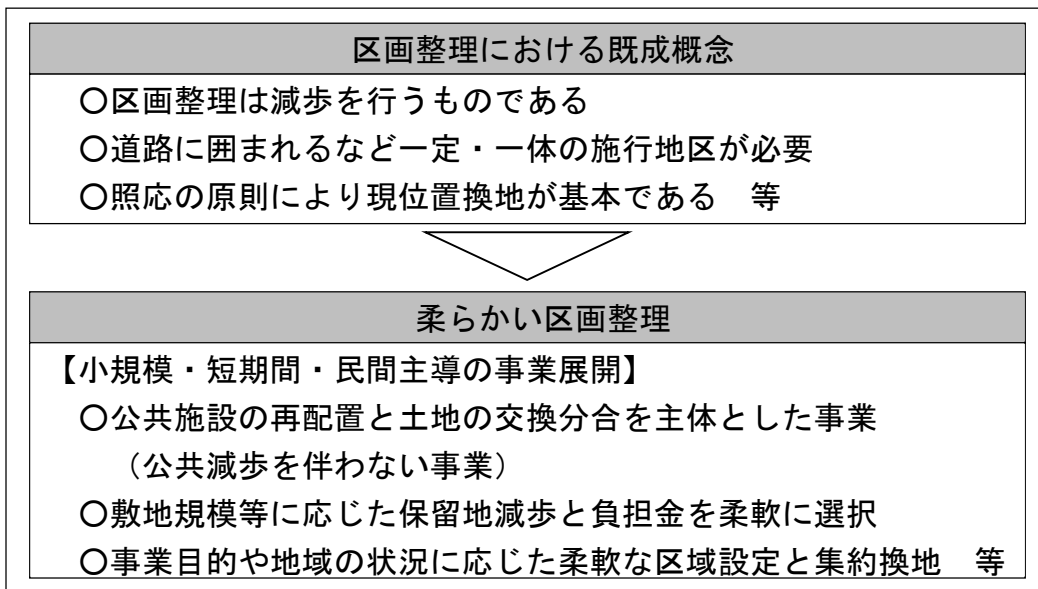 区画整理における既成概念
〇区画整理は減歩を行うものである
〇道路に囲まれるなど一定・一体の施行地区が必要
〇照応の原則により現位置換地が基本である　等
柔らかい区画整理
【小規模・短期間・民間主導の事業展開】
〇公共施設の再配置と土地の交換分合を主体とした事業
（公共減歩を伴わない事業）
〇敷地規模等に応じた保留地減歩と負担金を柔軟に選択
〇事業目的や地域の状況に応じた柔軟な区域設定と集約換地　等